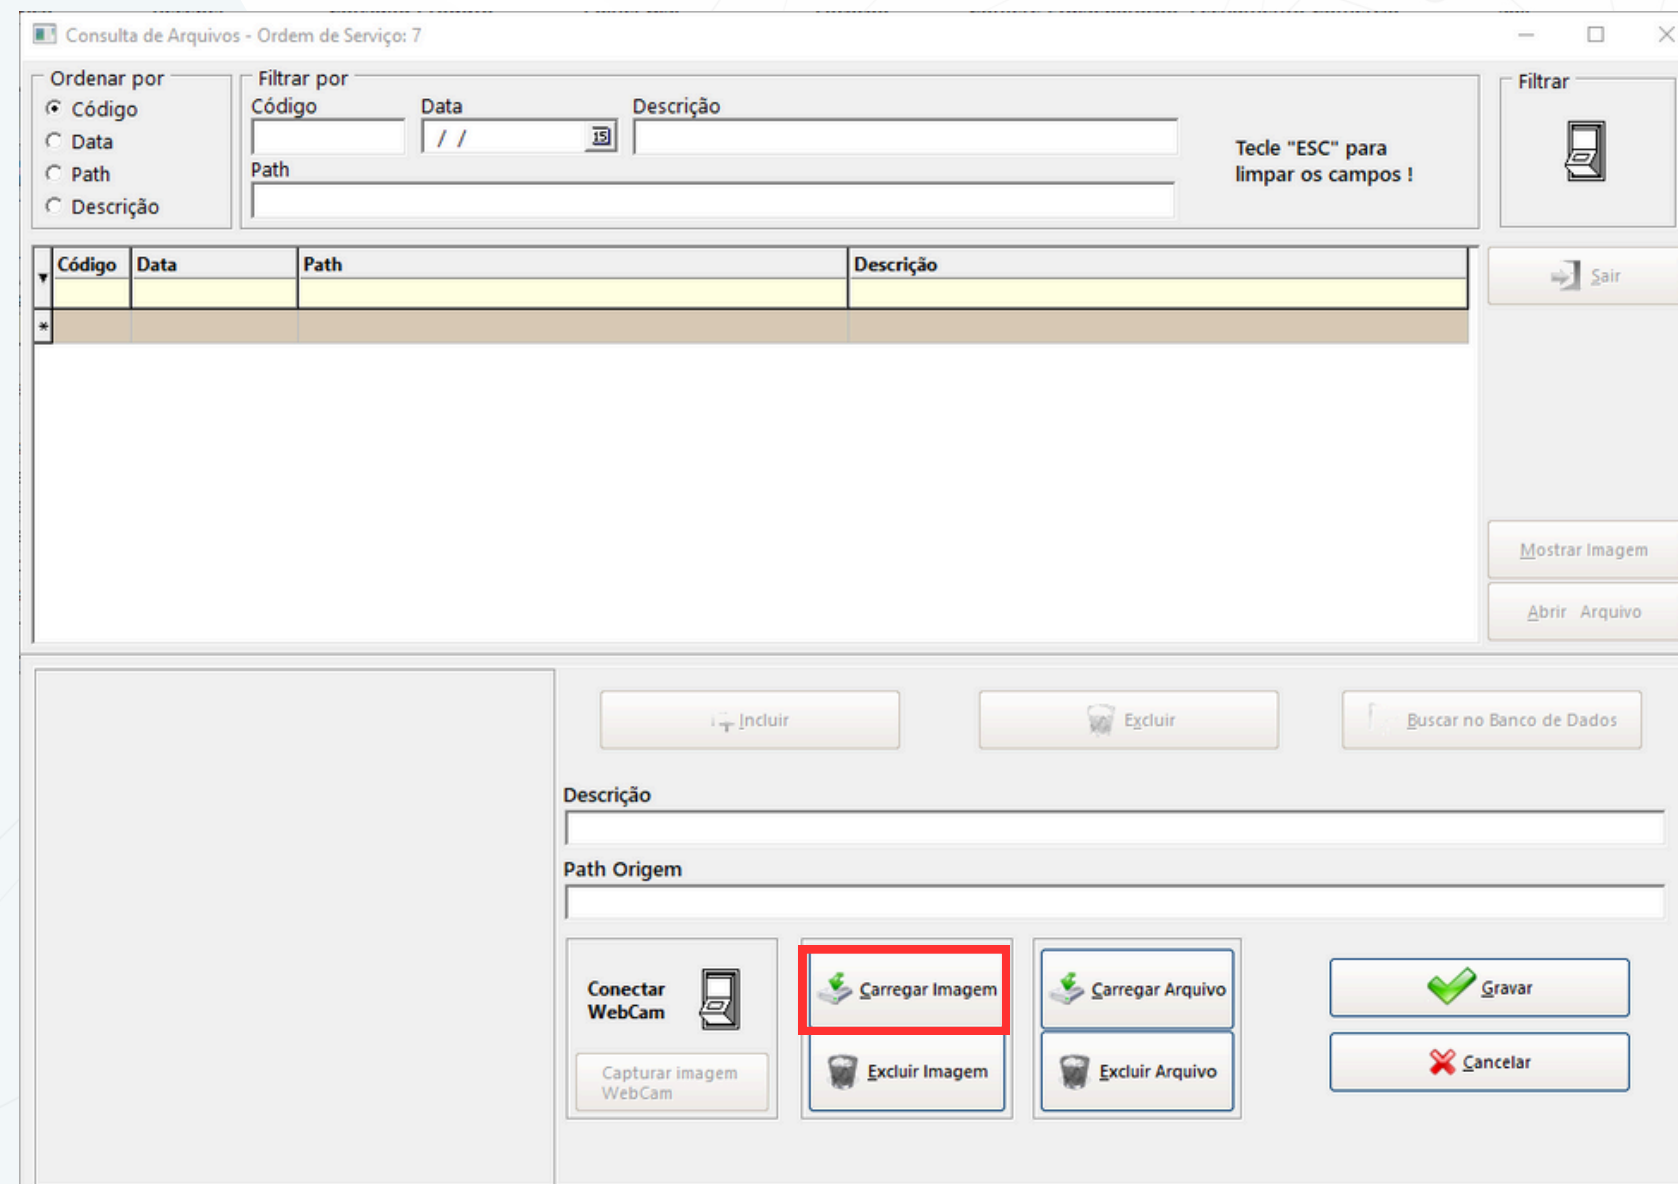 Consulta de Arquivos - Ordem de Serviço: 7
Ordenar por
Código
Data
Path
Descrição
Filtrar por
Código
Data
Descrição
/ /
15
Path
Tecle "ESC" para
limpar os campos !
Filtrar
Código Data Path Descrição
*
Sair
Mostrar Imagem
Abrir Arquivo
Incluir
Excluir
Buscar no Banco de Dados
Descrição
Path Origem
Conectar
WebCam
Capturar imagem
WebCam
Carregar Imagem
Excluir Imagem
Carregar Arquivo
Excluir Arquivo
Gravar
Cancelar